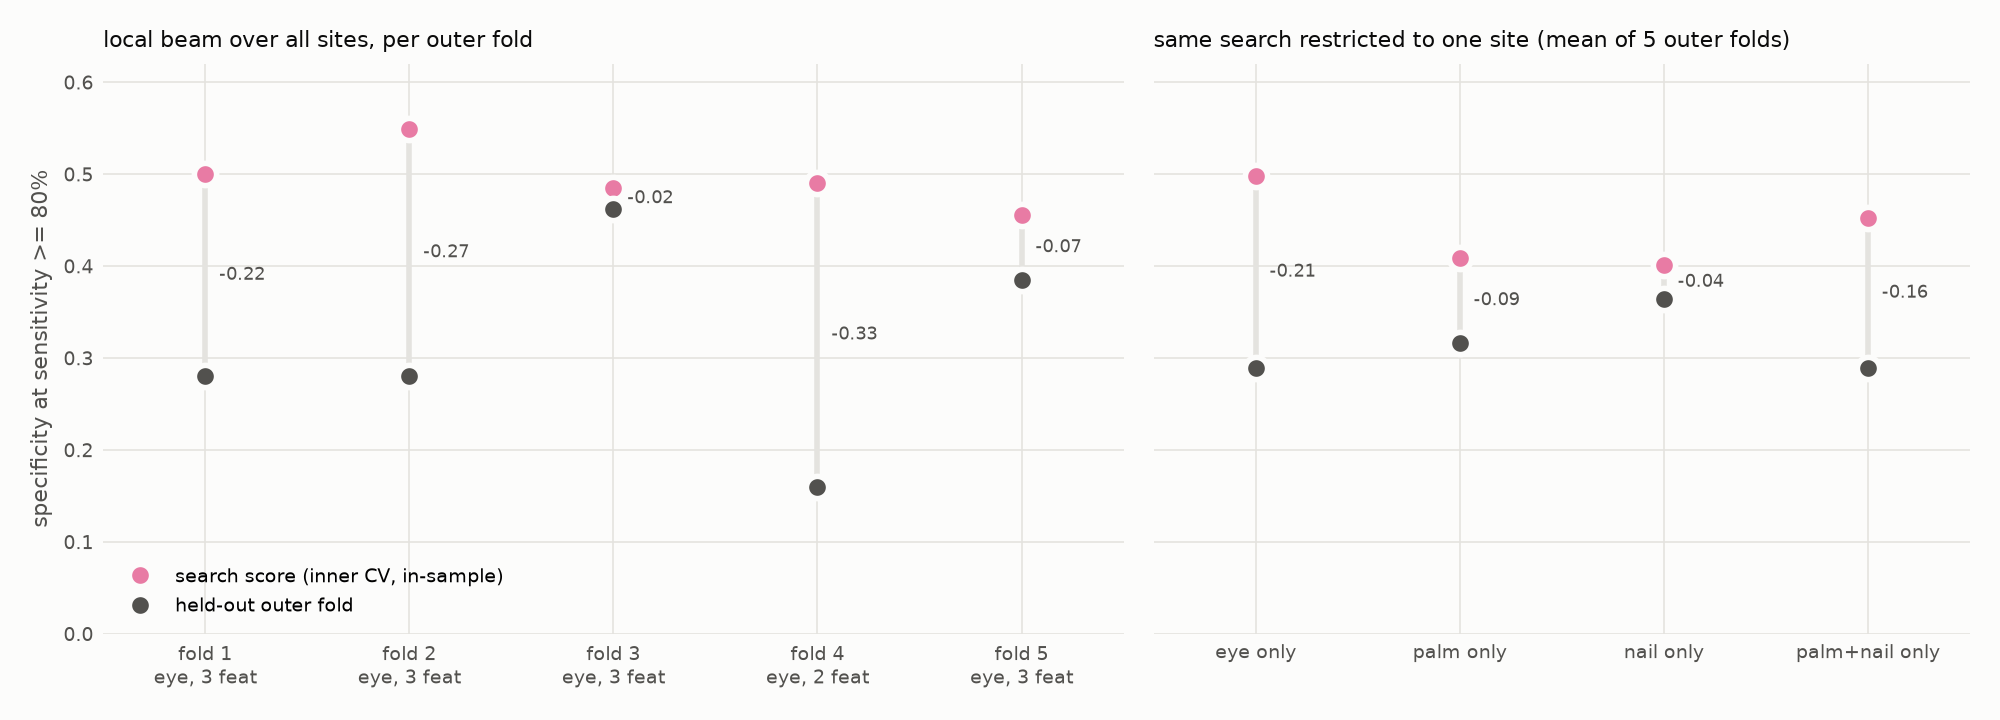 local beam over all sites, per outer fold
specificity at sensitivity >= 80%
0.6
0.5
0.4
0.3
0.2
0.1
0.0
-0.22
-0.27
-0.02
-0.33
-0.07
search score (inner CV, in-sample)
held-out outer fold
fold 1
eye, 3 feat
fold 2
eye, 3 feat
fold 3
eye, 3 feat
fold 4
eye, 2 feat
fold 5
eye, 3 feat
same search restricted to one site (mean of 5 outer folds)
-0.21
-0.09
-0.04
-0.16
eye only
palm only
nail only
palm+nail only